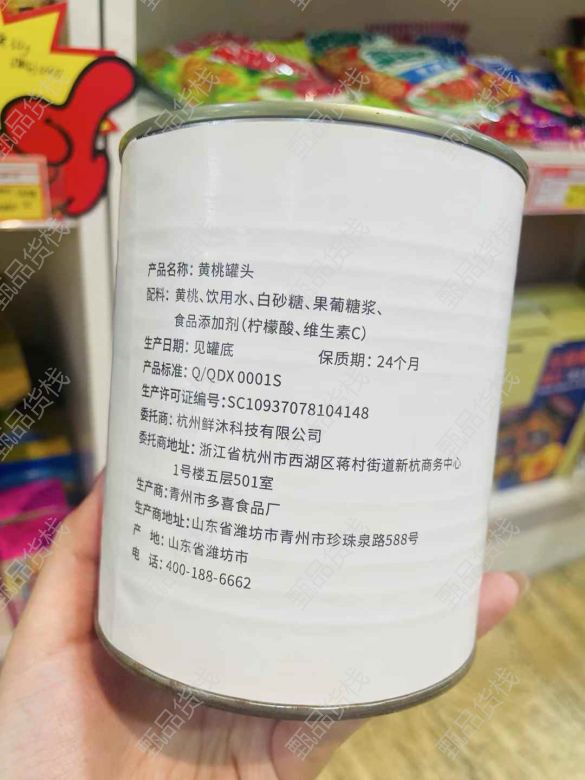 产品名称：黄桃罐头
配料：黄桃、饮用水、白砂糖、果葡糖浆、
食品添加剂（柠檬酸、维生素C）
生产日期：见罐底 保质期：24个月
产品标准：Q/QDX 0001S
生产许可证编号：SC10937078104148
委托商：杭州鲜沐科技有限公司
委托商地址：浙江省杭州市西湖区蒋村街道新杭商务中心
1号楼五层501室
生产商：青州市多喜食品厂
生产商地址：山东省潍坊市青州市珍珠泉路588号
产 地：山东省潍坊市
电 话：400-188-6662
甄品货栈